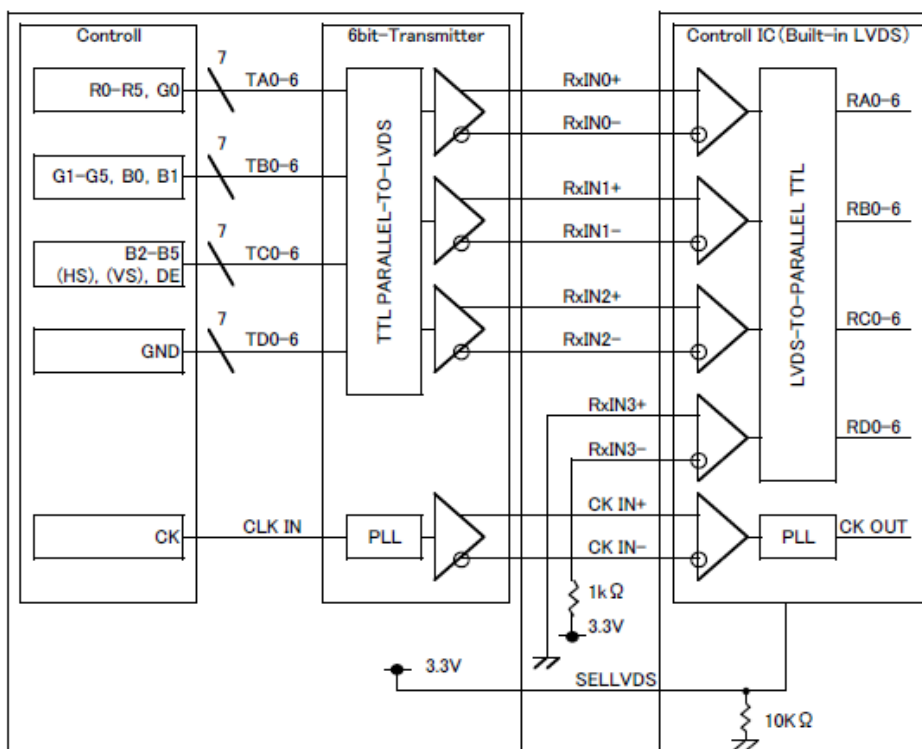 Controll
6bit-Transmitter
Controll IC(Built-in LVDS)
7
R0-R5, G0
TA0-6
RxIN0+
RA0-6
RxIN0-
7
G1-G5, B0, B1
TB0-6
RxIN1+
RB0-6
RxIN1-
7
B2-B5
(HS), (VS), DE
TC0-6
RxIN2+
RC0-6
RxIN2-
7
GND
TD0-6
TTL PARALLEL-TO-LVDS
LVDS-TO-PARALLEL TTL
RxIN3+
RD0-6
RxIN3-
CK
CLK IN
PLL
CK IN+
CK IN-
PLL
CK OUT
1kΩ
3.3V
3.3V
SELLVDS
10KΩ